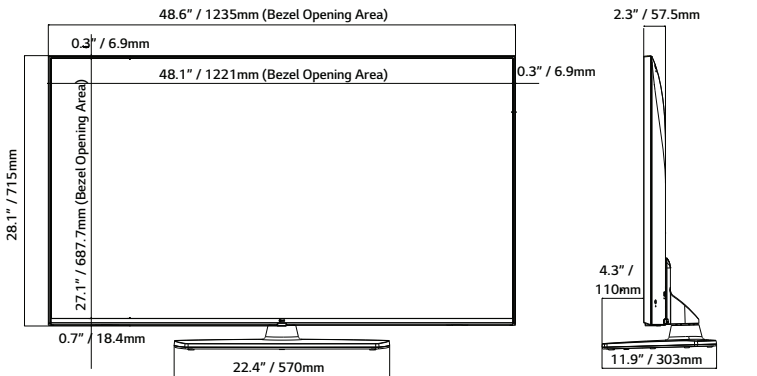 48.6” / 1235mm (Bezel Opening Area)
2.3” / 57.5mm
0.3” / 6.9mm
48.1” / 1221mm (Bezel Opening Area)
0.3” / 6.9mm
28.1” / 715mm
27.1” / 687.7mm (Bezel Opening Area)
4.3” /
110mm
0.7” / 18.4mm
22.4” / 570mm
11.9” / 303mm